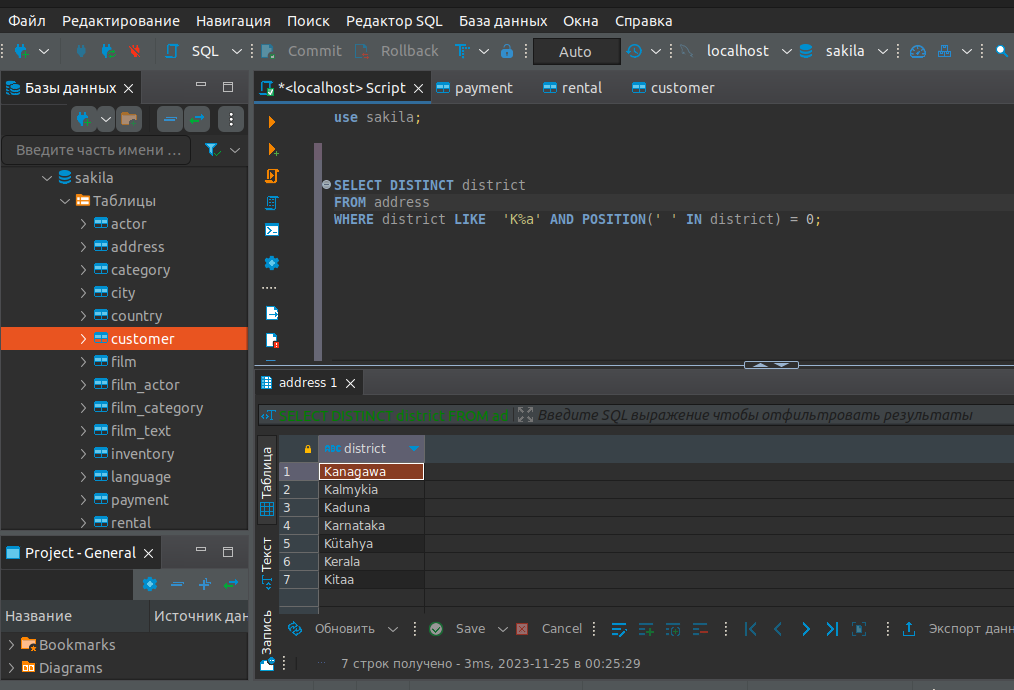 Файл Редактирование Навигация Поиск Редактор SQL База данных Окна Справка
SQL Commit Rollback Auto localhost sakila
Базы данных
*<localhost> Script payment rental customer
Введите часть имени ...
sakila
Таблицы
actor
address
category
city
country
customer
film
film_actor
film_category
film_text
inventory
language
payment
rental
use sakila;
SELECT DISTINCT district
FROM address
WHERE district LIKE  'K%a' AND POSITION(' ' IN district) = 0;
address 1
SELECT DISTINCT district FROM ad Введите SQL выражение чтобы отфильтровать результаты
Таблица
Текст
Запись
district
1 Kanagawa
2 Kalmykia
3 Kaduna
4 Karnataka
5 Kütahya
6 Kerala
7 Kitaa
Project - General
Название Источник дан
Bookmarks
Diagrams
Обновить Save Cancel Экспорт данн
7 строк получено - 3ms, 2023-11-25 в 00:25:29